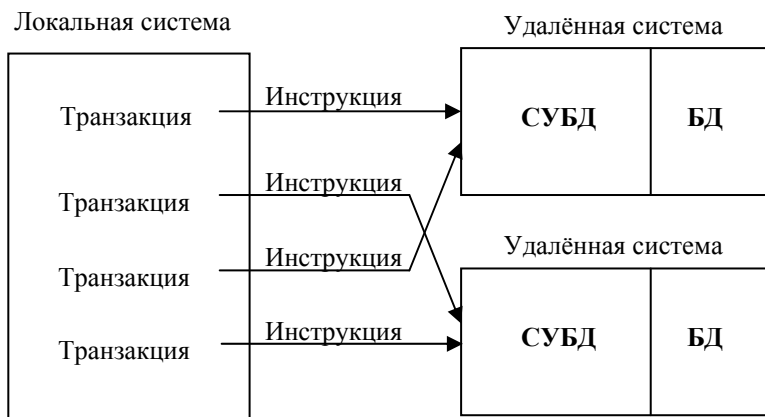 Локальная система
Удалённая система
Транзакция
Инструкция
СУБД
БД
Транзакция
Инструкция
Транзакция
Инструкция
Удалённая система
Транзакция
Инструкция
СУБД
БД